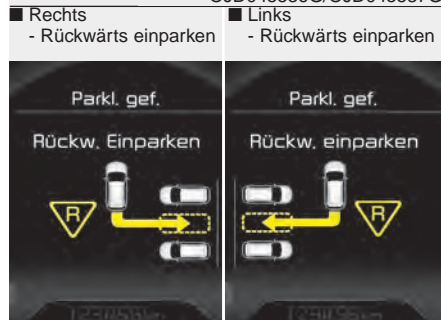 ■ Rechts
- Rückwärts einparken
■ Links
- Rückwärts einparken
Parkl. gef.
Rückw. Einparken
R
Parkl. gef.
Rückw. einparken
R